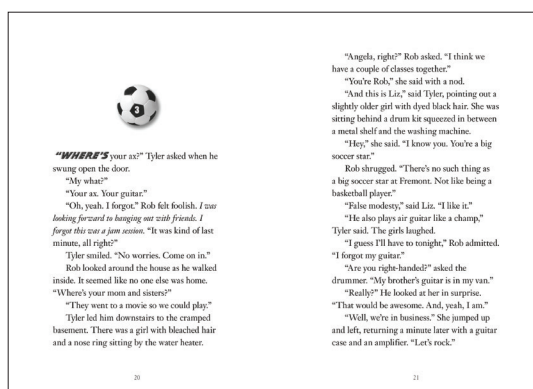 3
"WHERE'S your ax?" Tyler asked when he
swung open the door.
"My what?"
"Your ax. Your guitar."
"Oh, yeah. I forgot." Rob felt foolish. I was
looking forward to hanging out with friends. I
forgot this was a jam session. "It was kind of last
minute, all right?"
Tyler smiled. "No worries. Come on in."
Rob looked around the house as he walked
inside. It seemed like no one else was home.
"Where's your mom and sisters?"
"They went to a movie so we could play."
Tyler led him downstairs to the cramped
basement. There was a girl with bleached hair
and a nose ring sitting by the water heater.
20
"Angela, right?" Rob asked. "I think we
have a couple of classes together."
"You're Rob," she said with a nod.
"And this is Liz," said Tyler, pointing out a
slightly older girl with dyed black hair. She was
sitting behind a drum kit squeezed in between
a metal shelf and the washing machine.
"Hey," she said. "I know you. You're a big
soccer star."
Rob shrugged. "There's no such thing as
a big soccer star at Fremont. Not like being a
basketball player."
"False modesty," said Liz. "I like it."
"He also plays air guitar like a champ,"
Tyler said. The girls laughed.
"I guess I'll have to tonight," Rob admitted.
"I forgot my guitar."
"Are you right-handed?" asked the
drummer. "My brother's guitar is in my van."
"Really?" He looked at her in surprise.
"That would be awesome. And, yeah, I am."
"Well, we're in business." She jumped up
and left, returning a minute later with a guitar
case and an amplifier. "Let's rock."
21